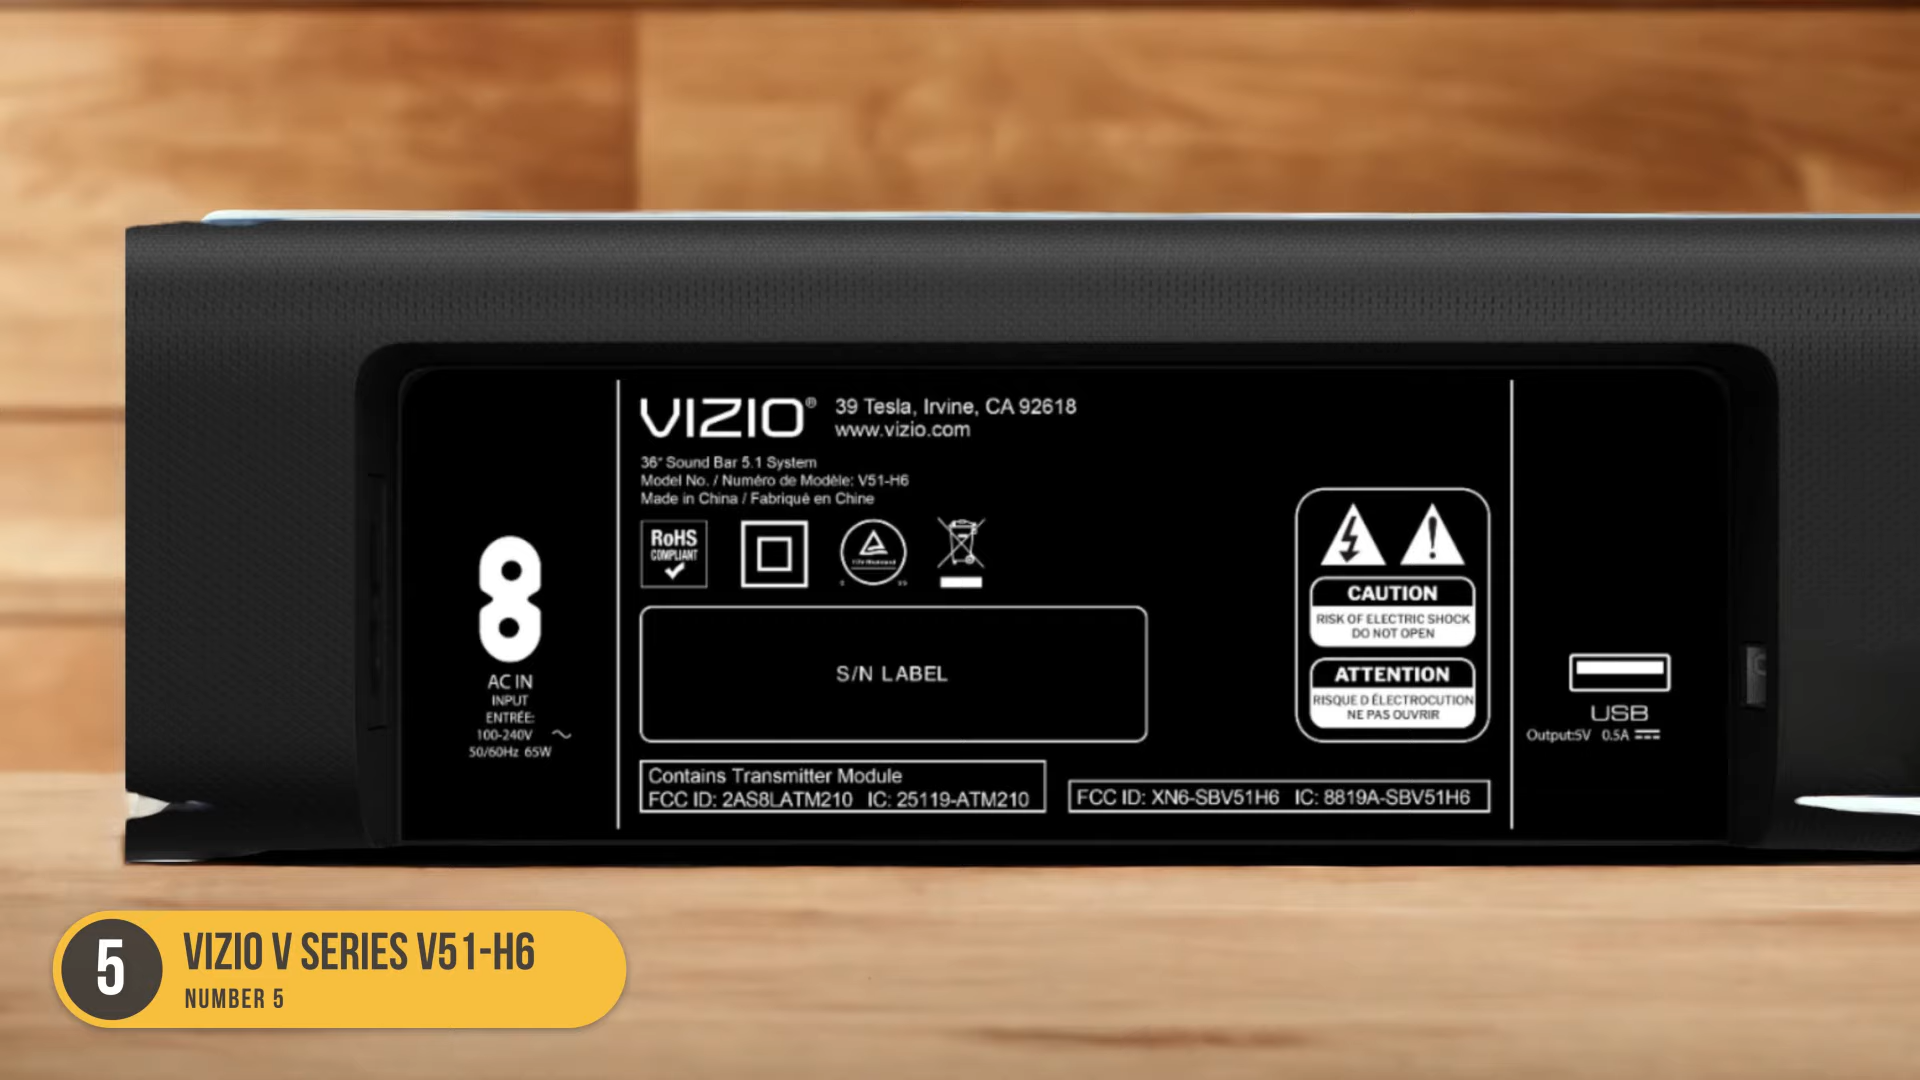 VIZIO® 39 Tesla, Irvine, CA 92618
www.vizio.com
36" Sound Bar 5.1 System
Model No. / Numéro de Modèle: V51-H6
Made in China / Fabriqué en Chine
RoHS
COMPLIANT
AC IN
INPUT
ENTRÉE:
100-240V ~
50/60Hz 65W
S/N LABEL
Contains Transmitter Module
FCC ID: 2AS8LATM210 IC: 25119-ATM210
FCC ID: XN6-SBV51H6 IC: 8819A-SBV51H6
CAUTION
RISK OF ELECTRIC SHOCK
DO NOT OPEN
ATTENTION
RISQUE D ÉLECTROCUTION
NE PAS OUVRIR
USB
Output:5V 0.5A
5
VIZIO V SERIES V51-H6
NUMBER 5